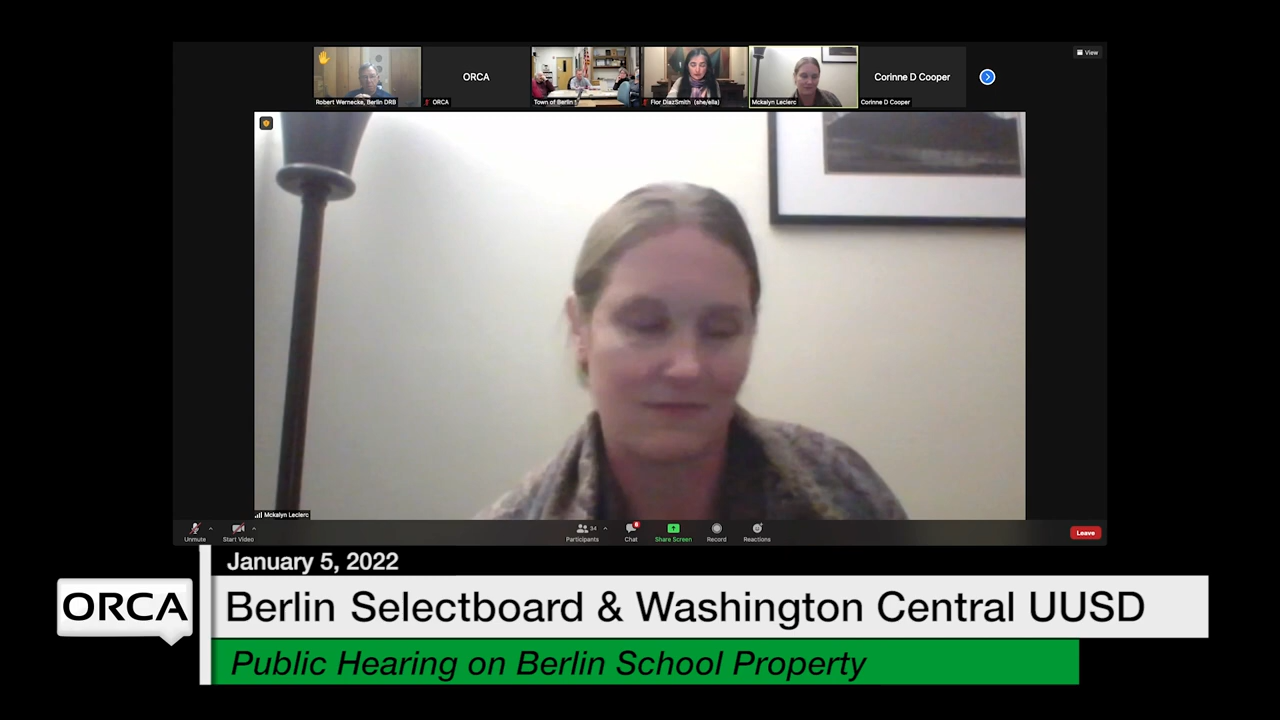 View
ORCA
Corinne D Cooper
Robert Wernecke, Berlin DRB
ORCA
Town of Berlin
Flor DiazSmith (she/ella)
Mckalyn Leclerc
Corinne D Cooper
Mckalyn Leclerc
Unmute
Start Video
34
Participants
8
Chat
Share Screen
Record
Reactions
Leave
January 5, 2022
ORCA
Berlin Selectboard & Washington Central UUSD
Public Hearing on Berlin School Property